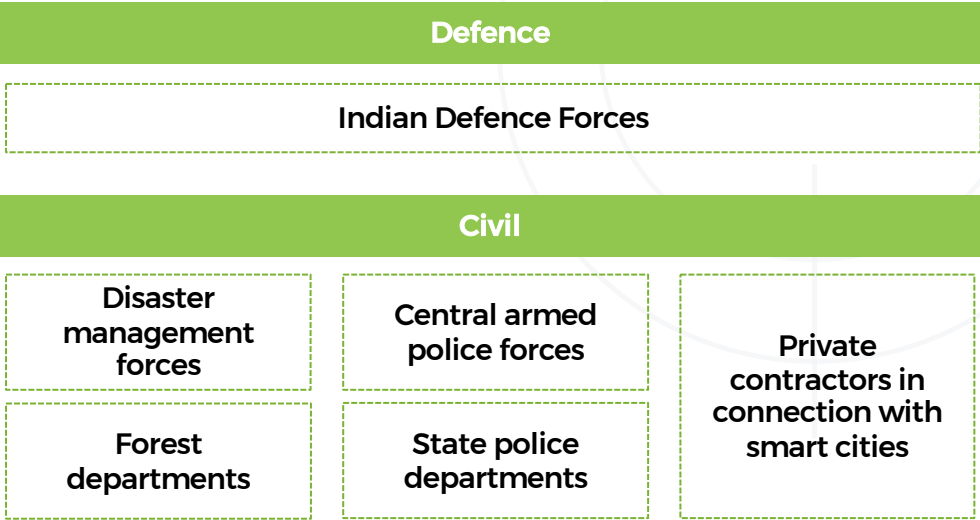 Defence
Indian Defence Forces
Civil
Disaster
management
forces
Central armed
police forces
Private
contractors in
connection with
smart cities
Forest
departments
State police
departments